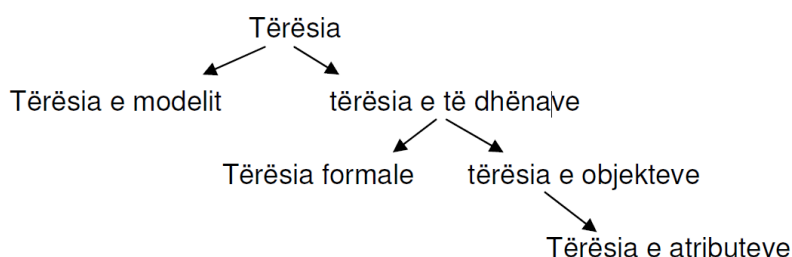 Tërësia
Tërësia e modelit tërësia e të dhënave
Tërësia formale tërësia e objekteve
Tërësia e atributeve